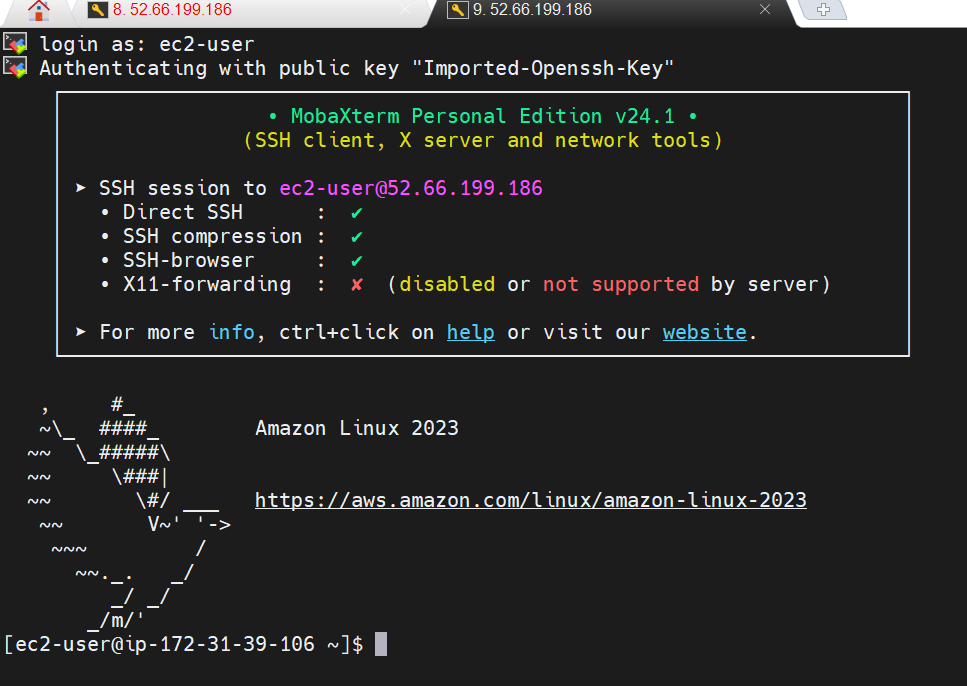 8. 52.66.199.186
9. 52.66.199.186
login as: ec2-user
Authenticating with public key "Imported-Openssh-Key"
• MobaXterm Personal Edition v24.1 •
(SSH client, X server and network tools)
➤ SSH session to ec2-user@52.66.199.186
• Direct SSH : ✔
• SSH compression : ✔
• SSH-browser : ✔
• X11-forwarding : ✘ (disabled or not supported by server)
➤ For more info, ctrl+click on help or visit our website.
   ,     #_
   ~\_  ####_        Amazon Linux 2023
  ~~  \_#####\
  ~~     \###|
  ~~       \#/ ___   https://aws.amazon.com/linux/amazon-linux-2023
   ~~       V~' '->
    ~~~         /
      ~~._.   _/
         _/ _/
       _/m/'
[ec2-user@ip-172-31-39-106 ~]$